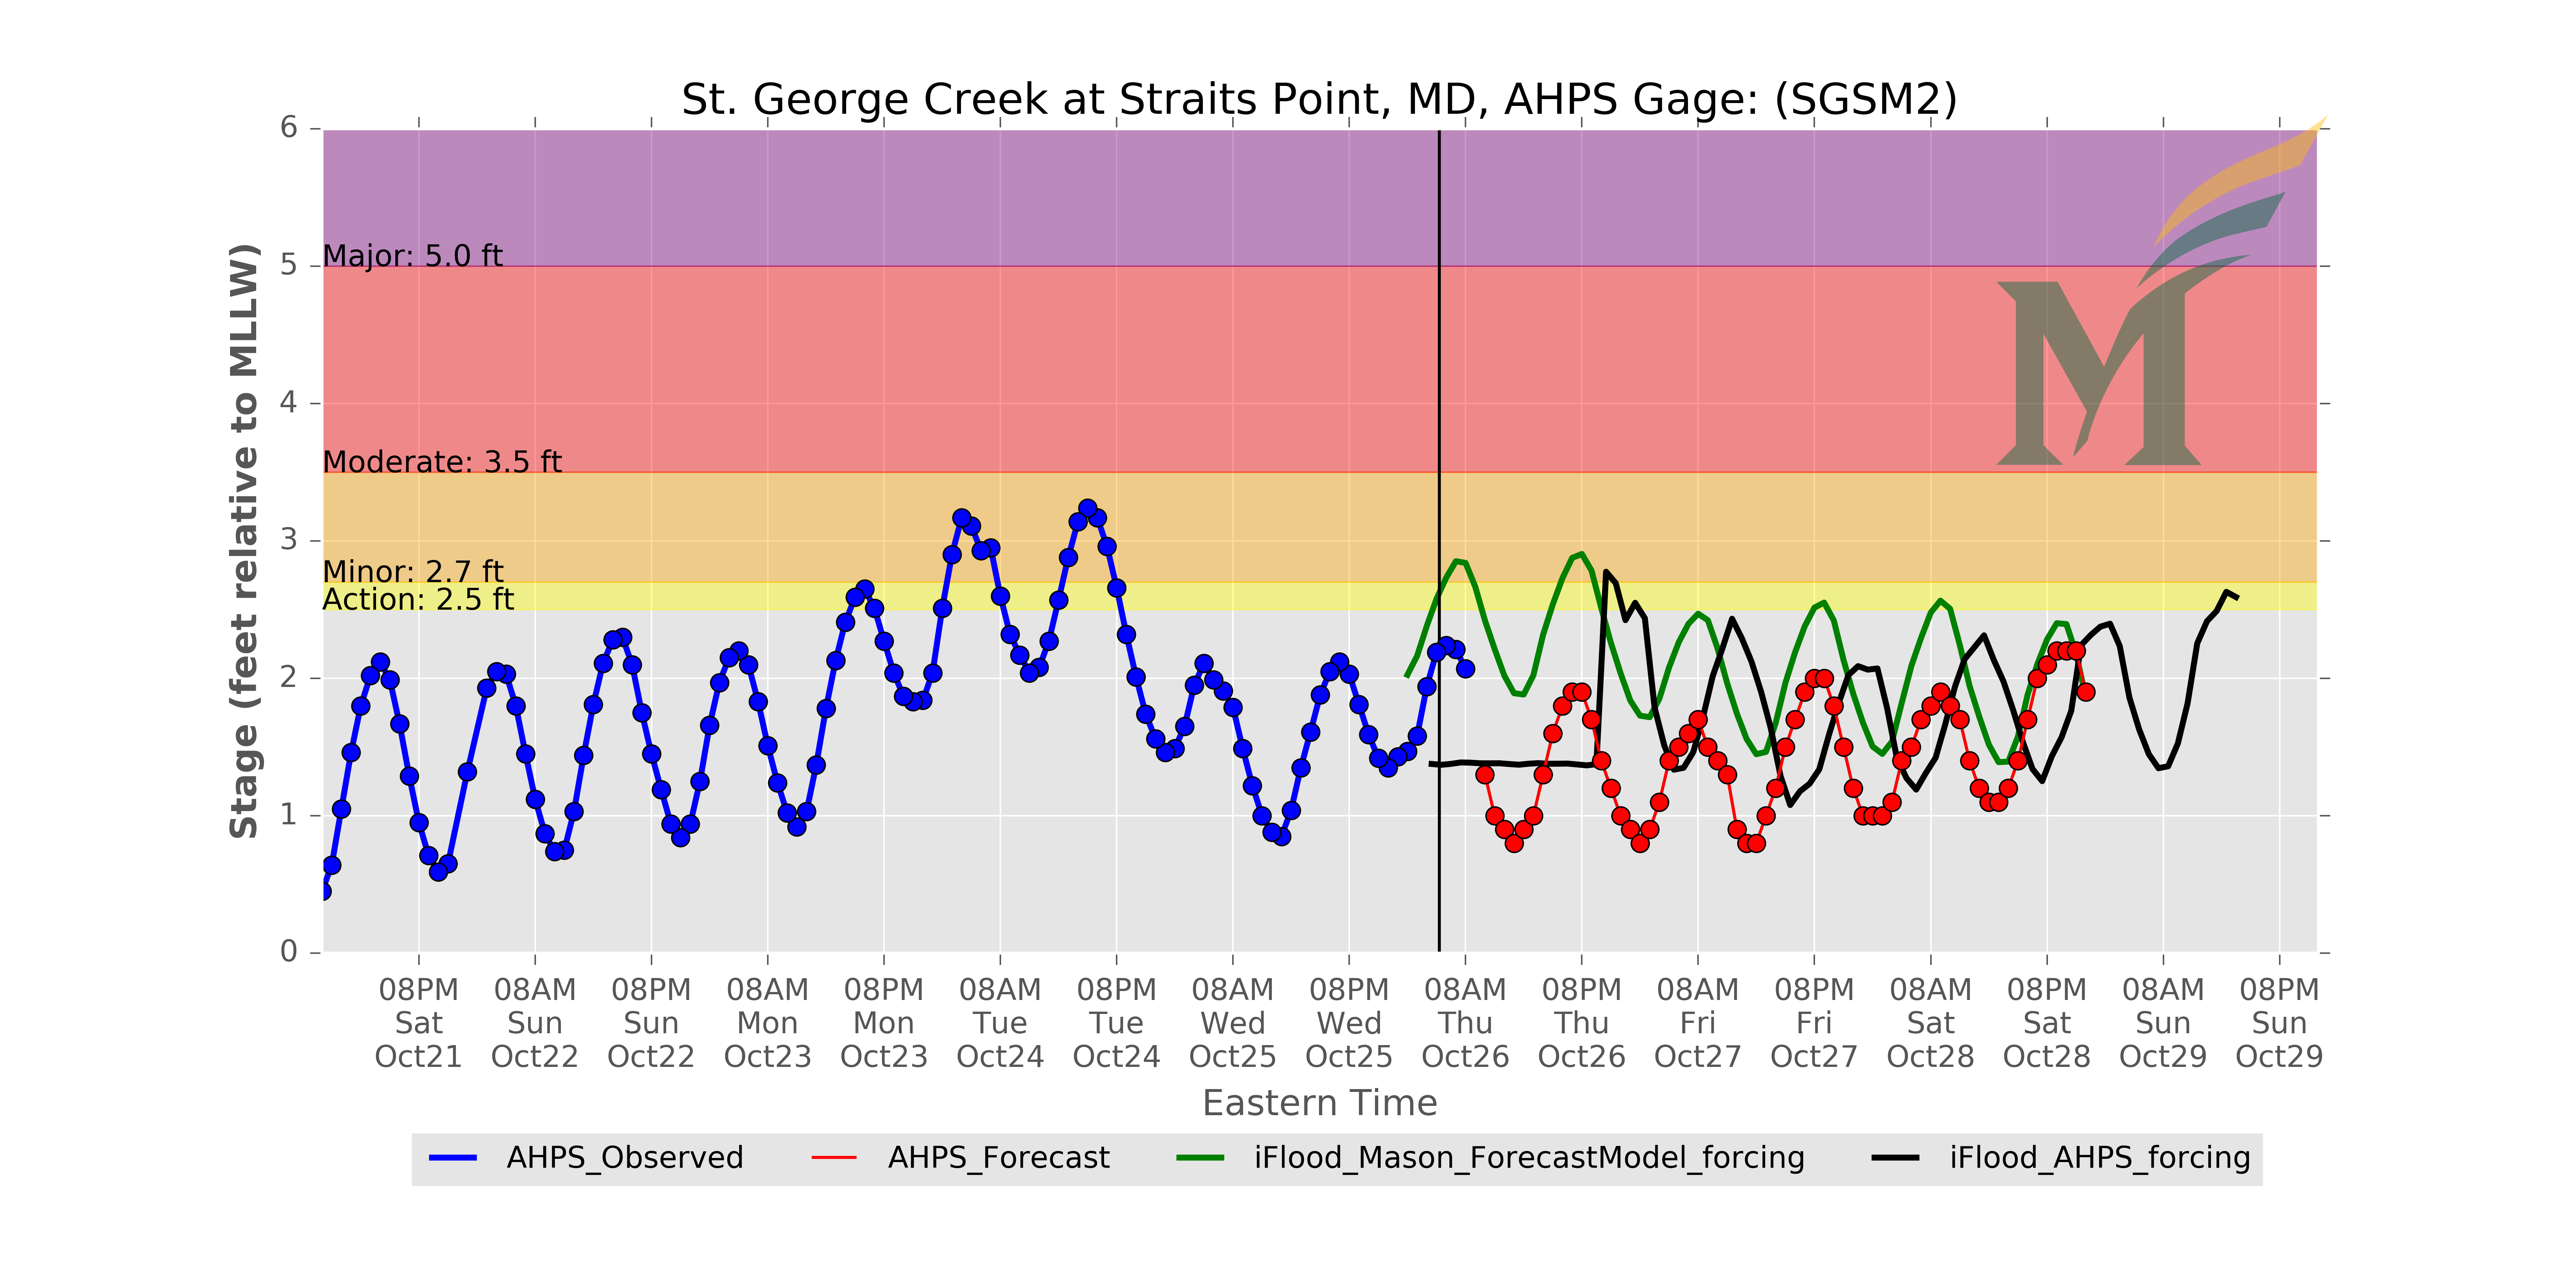 St. George Creek at Straits Point, MD, AHPS Gage: (SGSM2)
Stage (feet relative to MLLW)
6
5
4
3
2
1
0
Major: 5.0 ft
Moderate: 3.5 ft
Minor: 2.7 ft
Action: 2.5 ft
M
08PM 08AM 08PM 08AM 08PM 08AM 08PM 08AM 08PM 08AM 08PM 08AM 08PM 08AM 08PM 08AM 08PM
Sat Sun Sun Mon Mon Tue Tue Wed Wed Thu Thu Fri Fri Sat Sat Sun Sun
Oct21 Oct22 Oct22 Oct23 Oct23 Oct24 Oct24 Oct25 Oct25 Oct26 Oct26 Oct27 Oct27 Oct28 Oct28 Oct29 Oct29
Eastern Time
AHPS_Observed AHPS_Forecast iFlood_Mason_ForecastModel_forcing iFlood_AHPS_forcing